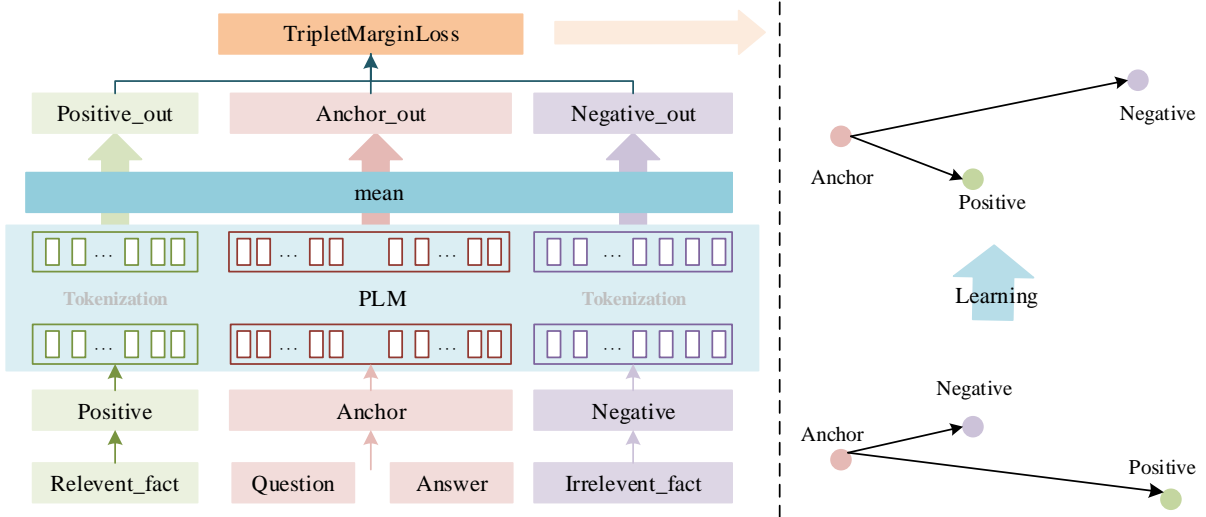 TripletMarginLoss
Positive_out
Anchor_out
Negative_out
mean
... ... ... ...
Tokenization
PLM
Tokenization
... ... ... ...
Positive
Anchor
Negative
Relevent_fact
Question
Answer
Irrelevent_fact
Negative
Anchor
Positive
Learning
Negative
Anchor
Positive